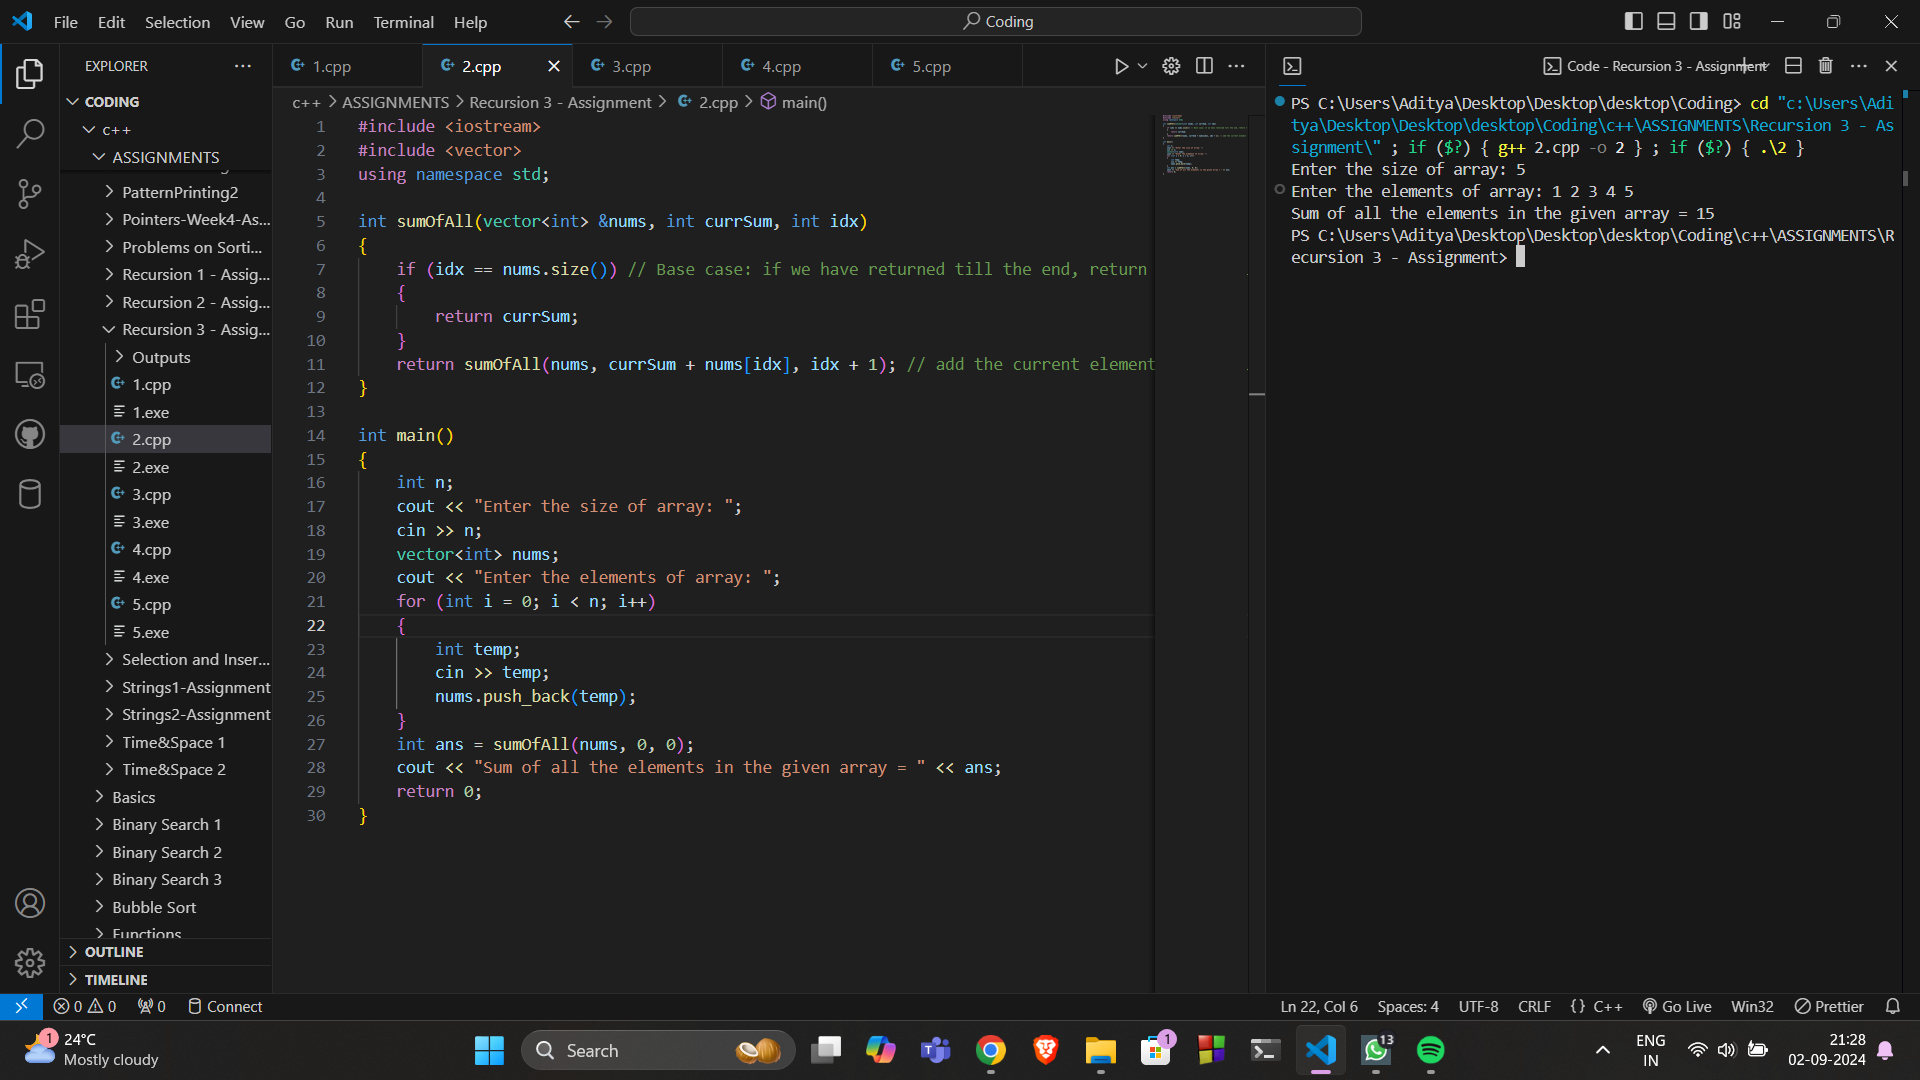 File Edit Selection View Go Run Terminal Help
Coding
EXPLORER
CODING
c++
ASSIGNMENTS
PatternPrinting2
Pointers-Week4-As...
Problems on Sorti...
Recursion 1 - Assig...
Recursion 2 - Assig...
Recursion 3 - Assig...
Outputs
1.cpp
1.exe
2.cpp
2.exe
3.cpp
3.exe
4.cpp
4.exe
5.cpp
5.exe
Selection and Inser...
Strings1-Assignment
Strings2-Assignment
Time&Space 1
Time&Space 2
Basics
Binary Search 1
Binary Search 2
Binary Search 3
Bubble Sort
Functions
OUTLINE
TIMELINE
1.cpp 2.cpp 3.cpp 4.cpp 5.cpp
c++ > ASSIGNMENTS > Recursion 3 - Assignment > 2.cpp > main()
1 #include <iostream>
2 #include <vector>
3 using namespace std;
4
5 int sumOfAll(vector<int> &nums, int currSum, int idx)
6 {
7 if (idx == nums.size()) // Base case: if we have returned till the end, return
8 {
9 return currSum;
10 }
11 return sumOfAll(nums, currSum + nums[idx], idx + 1); // add the current element
12 }
13
14 int main()
15 {
16 int n;
17 cout << "Enter the size of array: ";
18 cin >> n;
19 vector<int> nums;
20 cout << "Enter the elements of array: ";
21 for (int i = 0; i < n; i++)
22 {
23 int temp;
24 cin >> temp;
25 nums.push_back(temp);
26 }
27 int ans = sumOfAll(nums, 0, 0);
28 cout << "Sum of all the elements in the given array = " << ans;
29 return 0;
30 }
Code - Recursion 3 - Assignment
PS C:\Users\Aditya\Desktop\Desktop\desktop\Coding> cd "c:\Users\Adi
tya\Desktop\Desktop\desktop\Coding\c++\ASSIGNMENTS\Recursion 3 - As
signment\" ; if ($?) { g++ 2.cpp -o 2 } ; if ($?) { .\2 }
Enter the size of array: 5
Enter the elements of array: 1 2 3 4 5
Sum of all the elements in the given array = 15
PS C:\Users\Aditya\Desktop\Desktop\desktop\Coding\c++\ASSIGNMENTS\R
ecursion 3 - Assignment>
0 0 0 Connect
Ln 22, Col 6 Spaces: 4 UTF-8 CRLF {} C++ Go Live Win32 Prettier
1 24°C
Mostly cloudy
Search
1
13
ENG
IN
21:28
02-09-2024